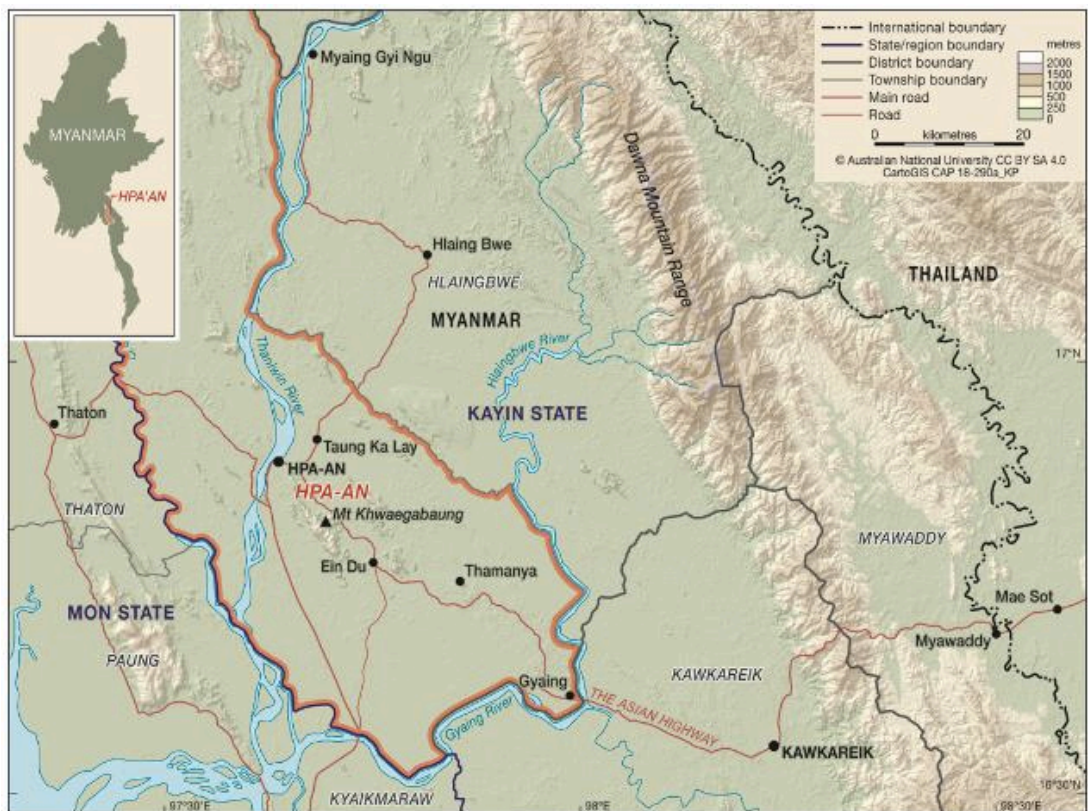 MYANMAR
HPA'AN
International boundary
State/region boundary
District boundary
Township boundary
Main road
Road
metres
2000
1500
1000
500
250
0
0 kilometres 20
© Australian National University CC BY SA 4.0
CartoGIS CAP 18-290a_KP
Myaing Gyi Ngu
Dawna Mountain Range
Hlaing Bwe
HLAINGBWE
MYANMAR
THAILAND
Thanlwin River
Hlaingbwe River
17°N
Thaton
KAYIN STATE
Taung Ka Lay
HPA-AN
HPA-AN
Mt Khwaegabaung
THATON
MYAWADDY
Ein Du
Thamanya
MON STATE
Mae Sot
Myawaddy
PAUNG
KAWKAREIK
Gyaing
Gyaing River
THE ASIAN HIGHWAY
KAWKAREIK
16°30'N
97°30'E
KYAIKMARAW
98°E
98°30'E